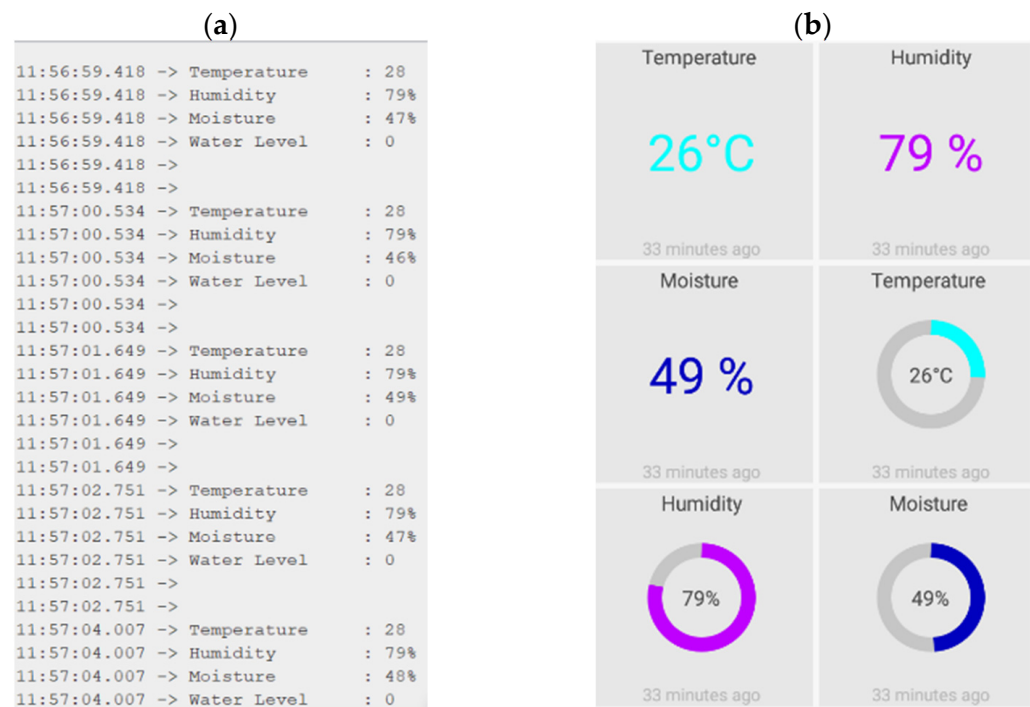 (a)
11:56:59.418 -> Temperature : 28
11:56:59.418 -> Humidity : 79%
11:56:59.418 -> Moisture : 47%
11:56:59.418 -> Water Level : 0
11:56:59.418 ->
11:56:59.418 ->
11:57:00.534 -> Temperature : 28
11:57:00.534 -> Humidity : 79%
11:57:00.534 -> Moisture : 46%
11:57:00.534 -> Water Level : 0
11:57:00.534 ->
11:57:00.534 ->
11:57:01.649 -> Temperature : 28
11:57:01.649 -> Humidity : 79%
11:57:01.649 -> Moisture : 49%
11:57:01.649 -> Water Level : 0
11:57:01.649 ->
11:57:01.649 ->
11:57:02.751 -> Temperature : 28
11:57:02.751 -> Humidity : 79%
11:57:02.751 -> Moisture : 47%
11:57:02.751 -> Water Level : 0
11:57:02.751 ->
11:57:02.751 ->
11:57:04.007 -> Temperature : 28
11:57:04.007 -> Humidity : 79%
11:57:04.007 -> Moisture : 48%
11:57:04.007 -> Water Level : 0
(b)
Temperature
26°C
33 minutes ago
Humidity
79 %
33 minutes ago
Moisture
49 %
33 minutes ago
Temperature
26°C
33 minutes ago
Humidity
79%
33 minutes ago
Moisture
49%
33 minutes ago